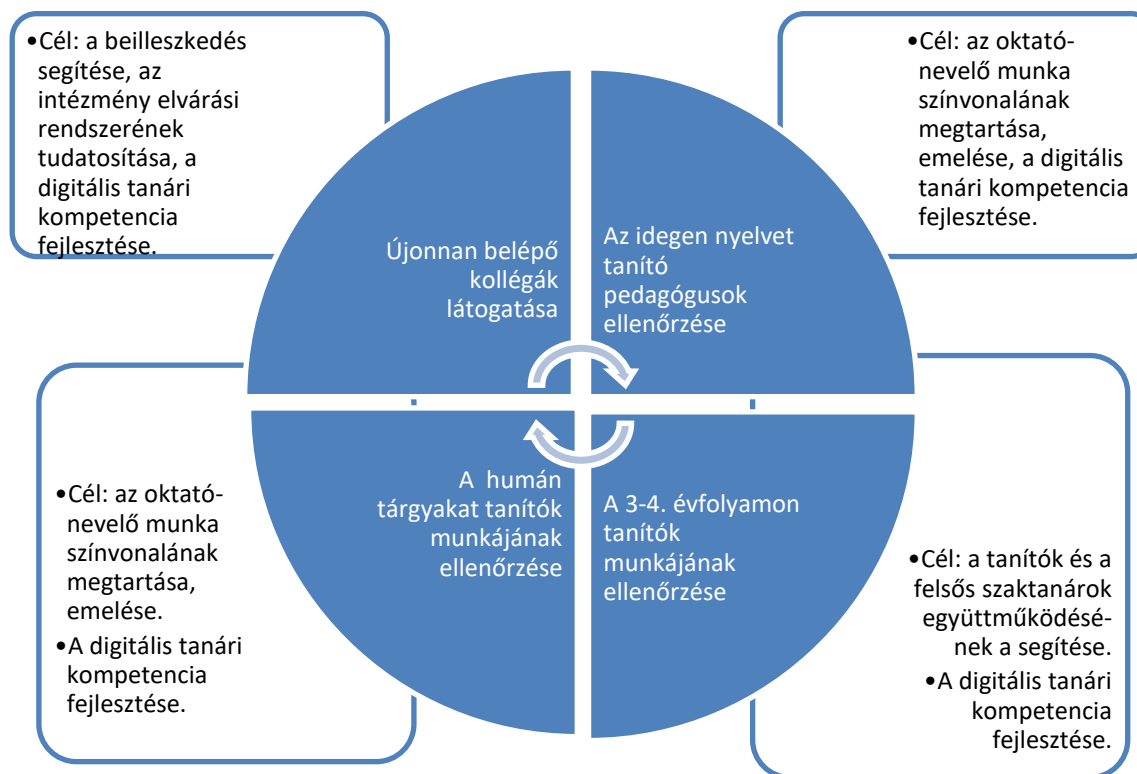 •Cél: a beilleszkedés
segítése, az
intézmény elvárási
rendszerének
tudatosítása, a
digitális tanári
kompetencia
fejlesztése.
•Cél: az oktató-
nevelő munka
színvonalának
megtartása,
emelése, a digitális
tanári kompetencia
fejlesztése.
Újonnan belépő
kollégák
látogatása
Az idegen nyelvet
tanító
pedagógusok
ellenőrzése
A humán
tárgyakat tanítók
munkájának
ellenőrzése
A 3-4. évfolyamon
tanítók
munkájának
ellenőrzése
•Cél: az oktató-
nevelő munka
színvonalának
megtartása,
emelése.
•A digitális tanári
kompetencia
fejlesztése.
•Cél: a tanítók és a
felsős szaktanárok
együttműködésé-
nek a segítése.
•A digitális tanári
kompetencia
fejlesztése.